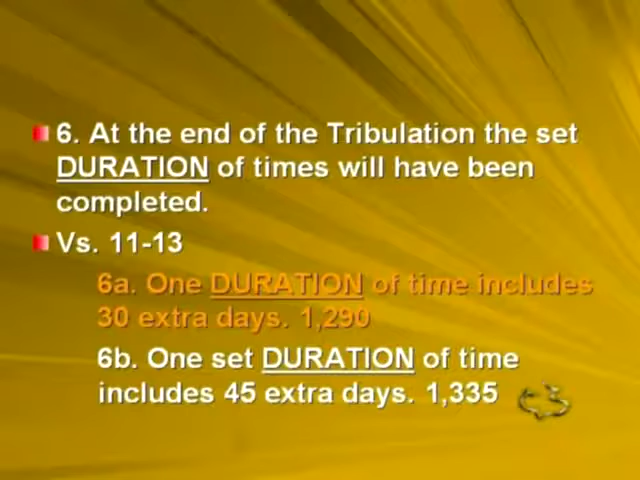 6. At the end of the Tribulation the set
DURATION of times will have been
completed.
Vs. 11-13
6a. One DURATION of time includes
30 extra days. 1,290
6b. One set DURATION of time
includes 45 extra days. 1,335